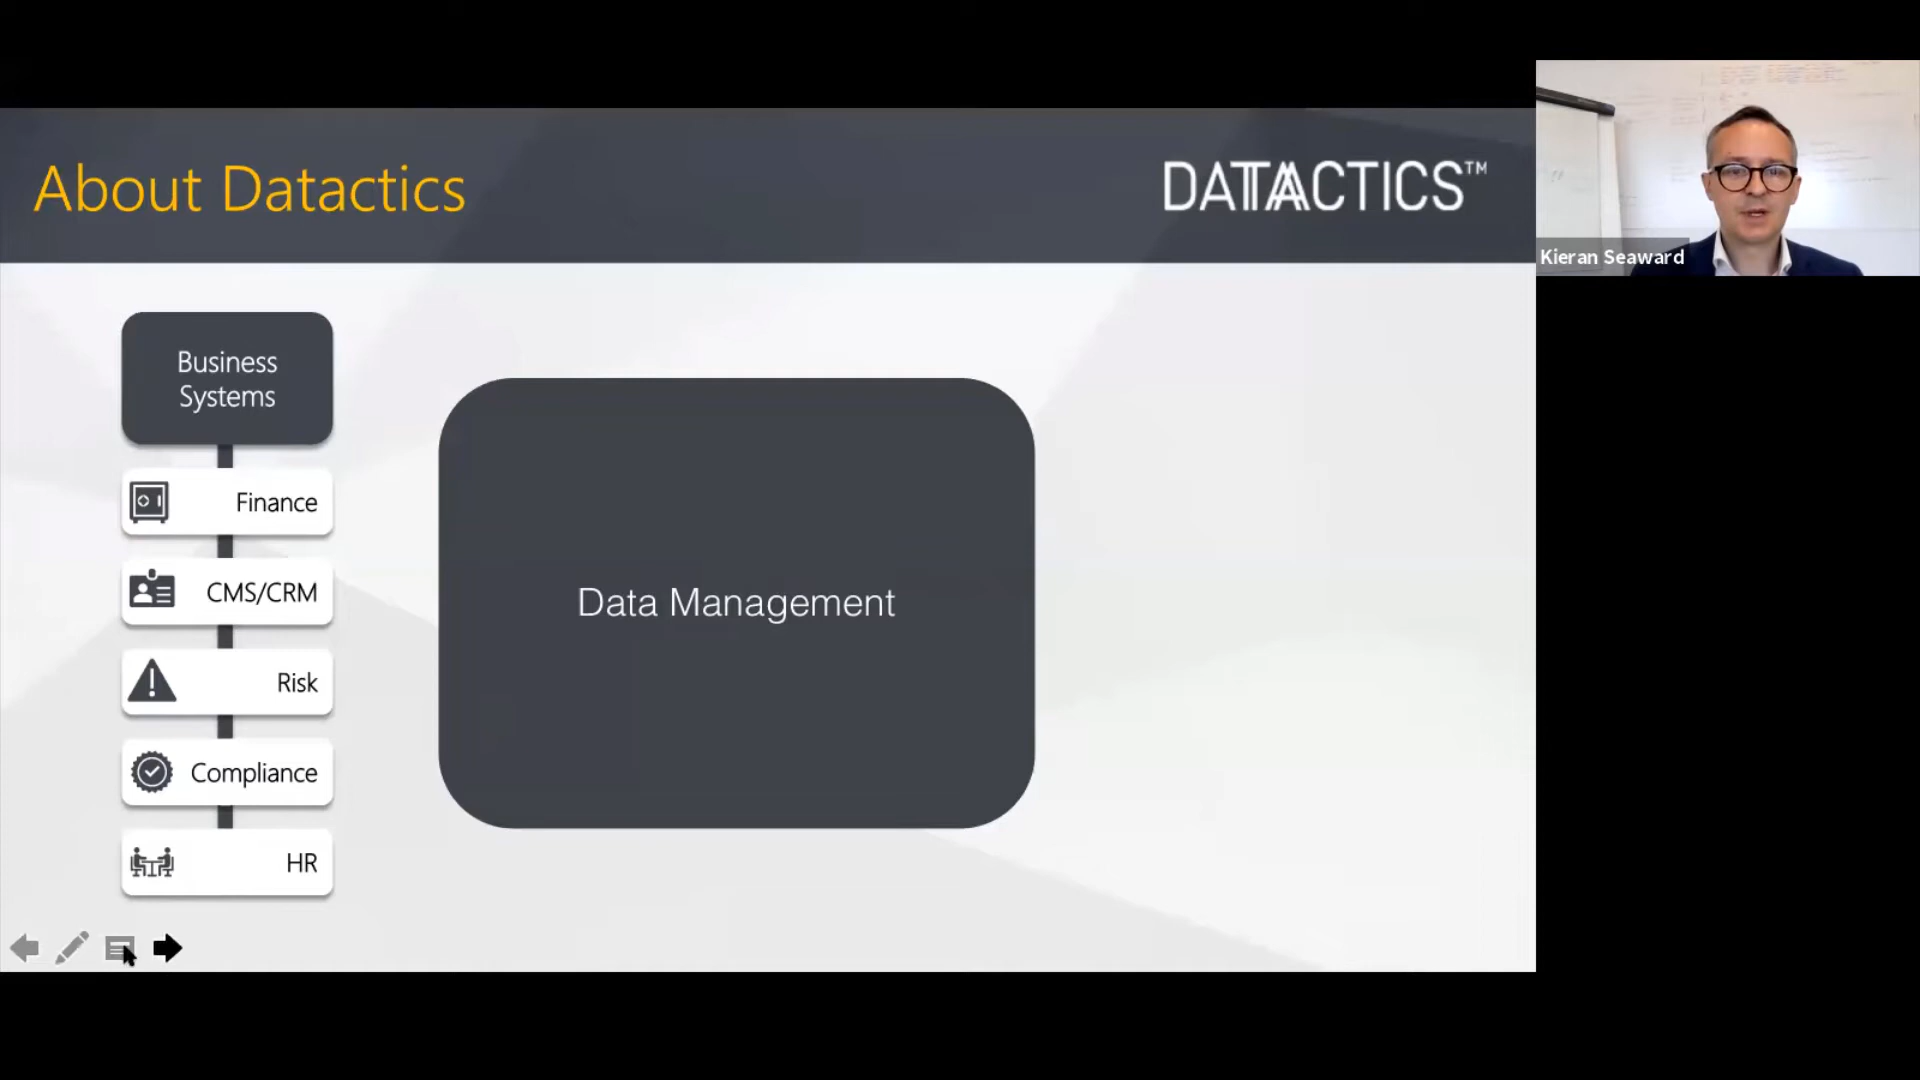 About Datactics
DATACTICS™
Kieran Seaward
Business
Systems
Finance
CMS/CRM
Risk
Compliance
HR
Data Management